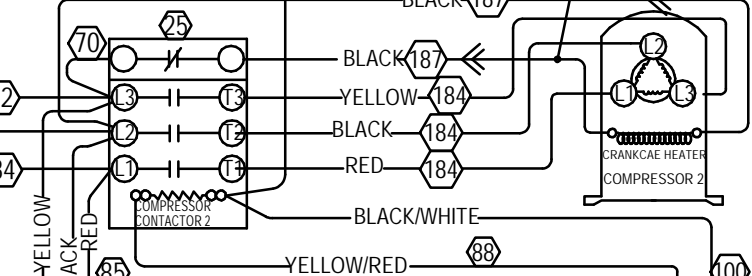 BLACK 187
25
70
BLACK 187
L2
L3 T3 YELLOW 184 L1 L3
L2 T2 BLACK 184
CRANKCAE HEATER
L1 T1 RED 184
COMPRESSOR 2
COMPRESSOR
CONTACTOR 2
BLACK/WHITE
YELLOW
ACK
RED
88
YELLOW/RED
85
100